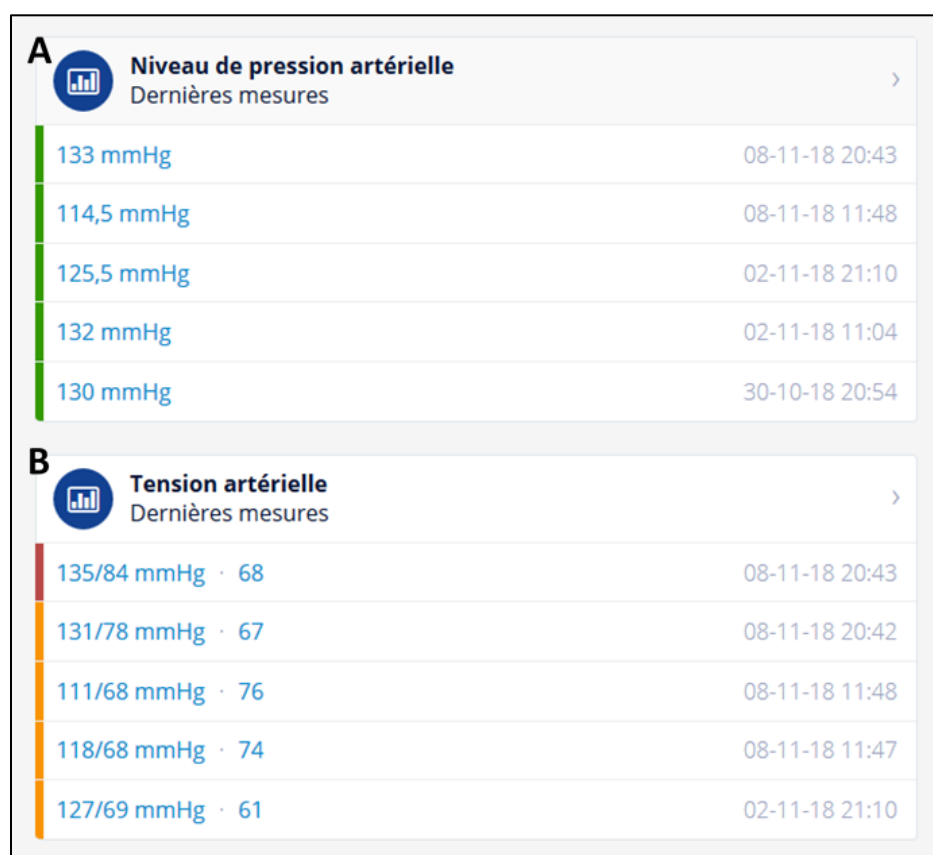 A
Niveau de pression artérielle
Dernières mesures
133 mmHg 08-11-18 20:43
114,5 mmHg 08-11-18 11:48
125,5 mmHg 02-11-18 21:10
132 mmHg 02-11-18 11:04
130 mmHg 30-10-18 20:54
B
Tension artérielle
Dernières mesures
135/84 mmHg · 68 08-11-18 20:43
131/78 mmHg · 67 08-11-18 20:42
111/68 mmHg · 76 08-11-18 11:48
118/68 mmHg · 74 08-11-18 11:47
127/69 mmHg · 61 02-11-18 21:10